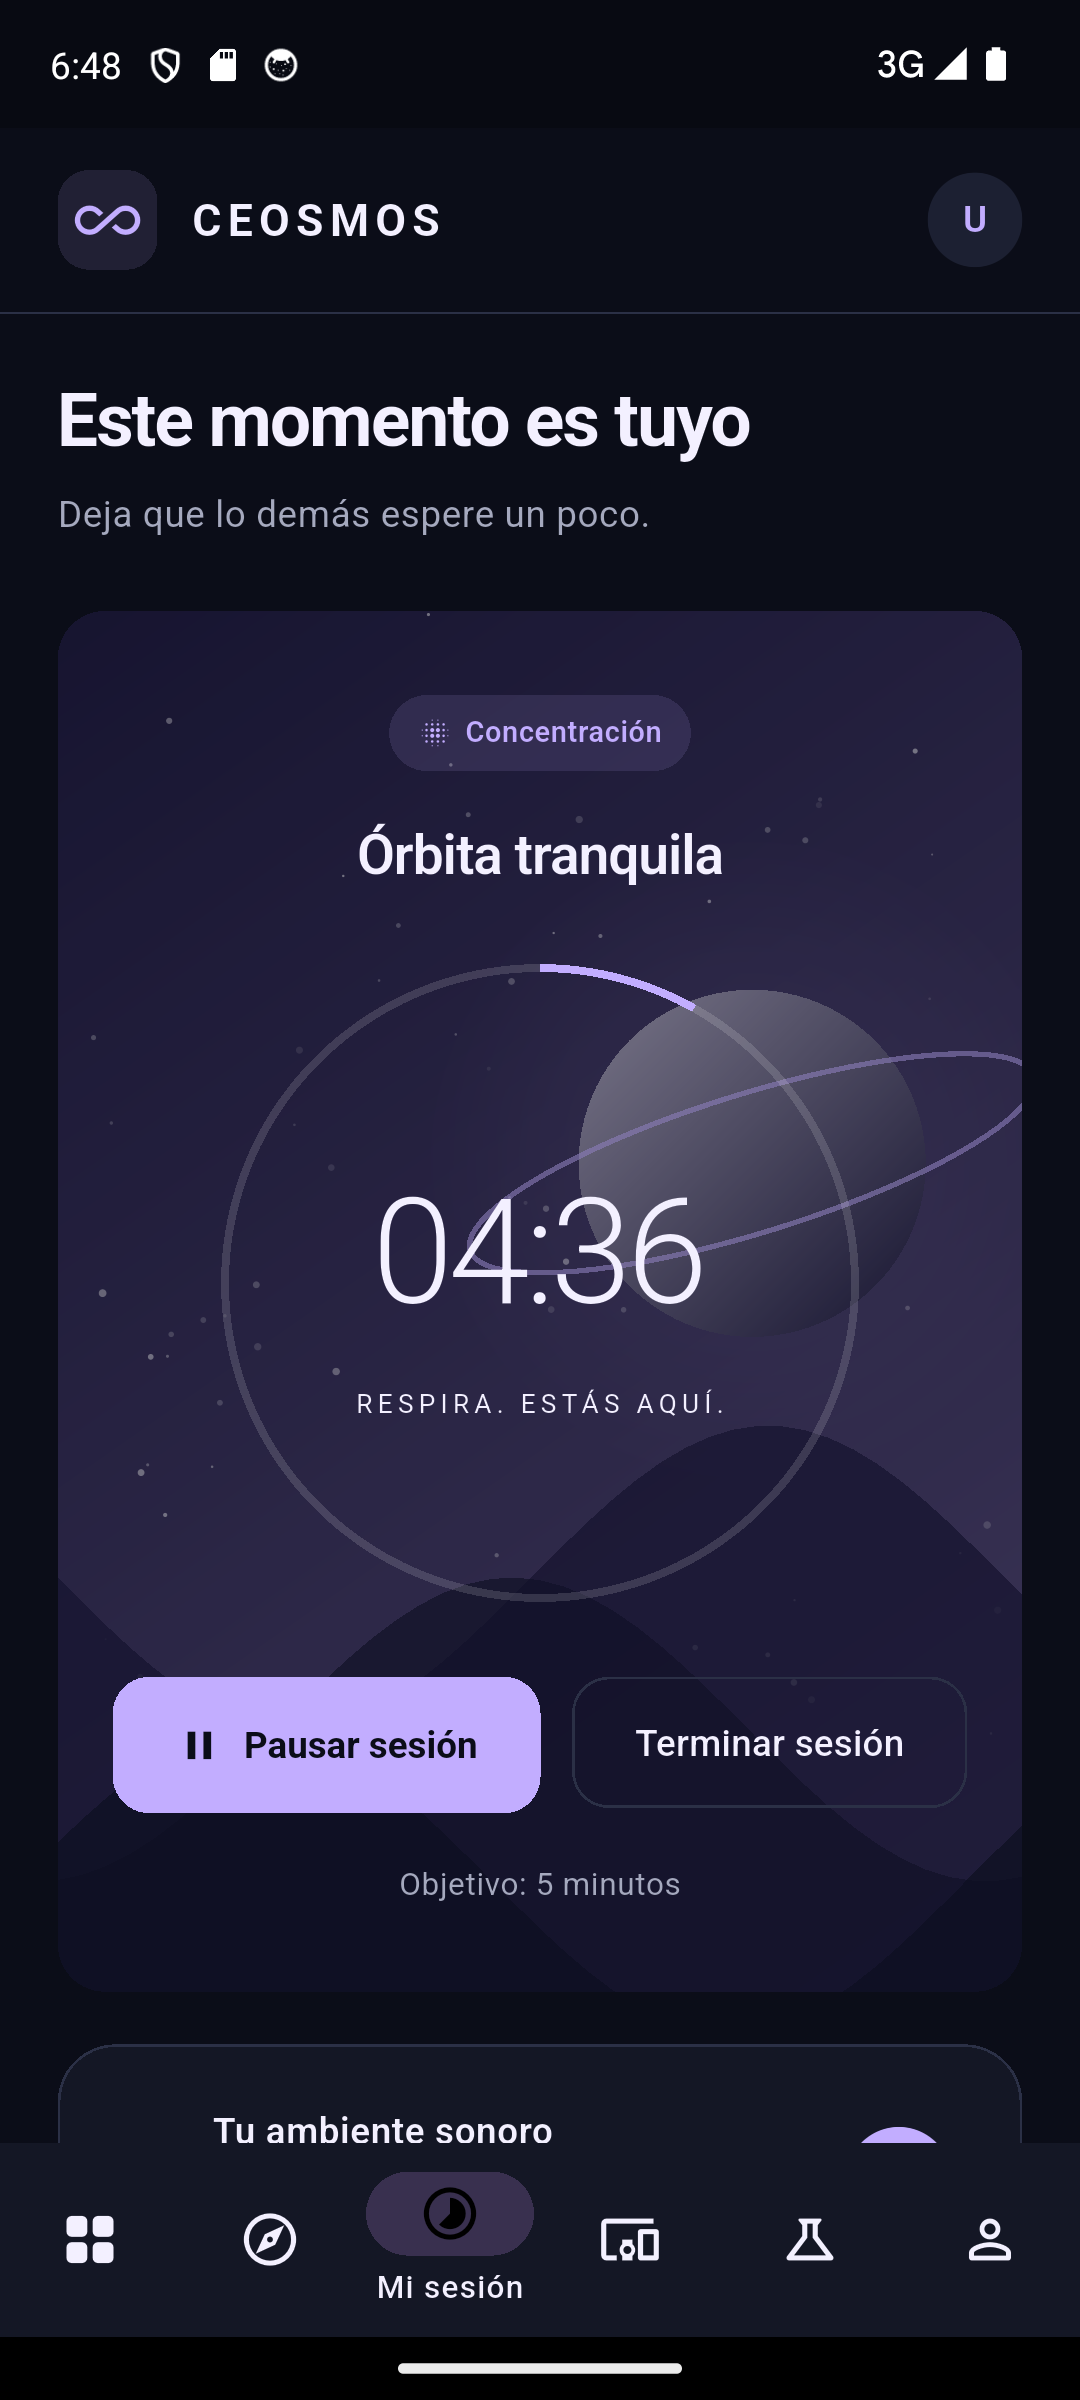 6:48
3G
CEOSMOS
U
Este momento es tuyo
Deja que lo demás espere un poco.
Concentración
Órbita tranquila
04:36
RESPIRA. ESTÁS AQUÍ.
Pausar sesión
Terminar sesión
Objetivo: 5 minutos
Tu ambiente sonoro
Mi sesión